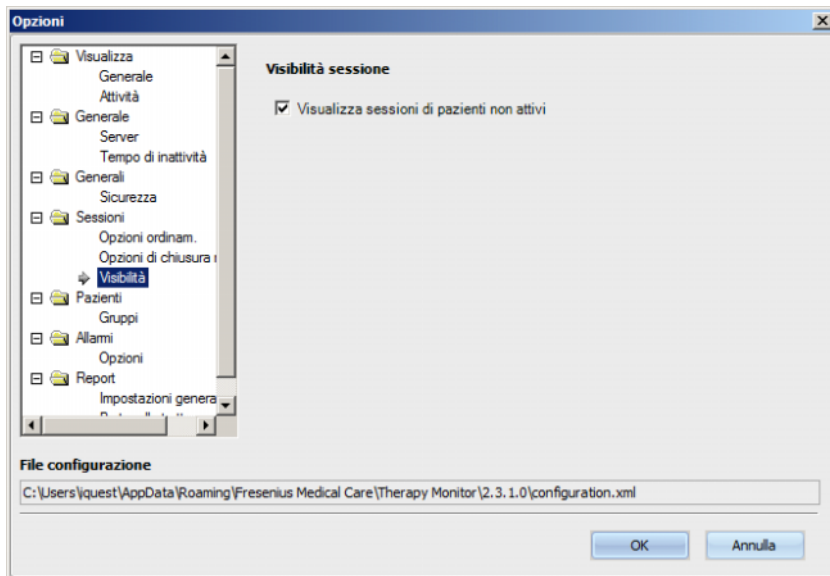 Opzioni
Visualizza
Generale
Attività
Generale
Server
Tempo di inattività
Generali
Sicurezza
Sessioni
Opzioni ordinam.
Opzioni di chiusura
Visibilità
Pazienti
Gruppi
Allarmi
Opzioni
Report
Impostazioni genera
Visibilità sessione
Visualizza sessioni di pazienti non attivi
File configurazione
C:\Users\iquest\AppData\Roaming\Fresenius Medical Care\Therapy Monitor\2.3.1.0\configuration.xml
OK
Annulla